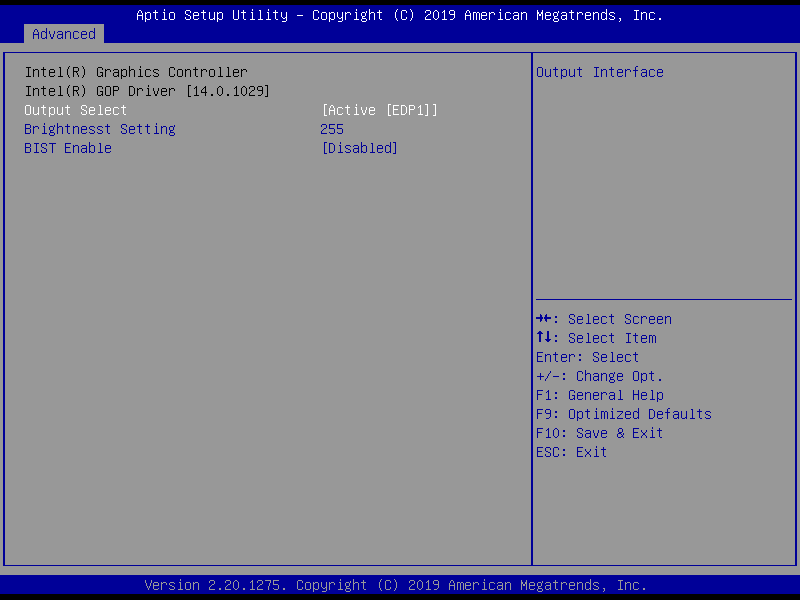 Aptio Setup Utility – Copyright (C) 2019 American Megatrends, Inc.
Advanced
Intel(R) Graphics Controller
Intel(R) GOP Driver [14.0.1029]
Output Select [Active [EDP1]]
Brightnesst Setting 255
BIST Enable [Disabled]
Output Interface
→←: Select Screen
↑↓: Select Item
Enter: Select
+/-: Change Opt.
F1: General Help
F9: Optimized Defaults
F10: Save & Exit
ESC: Exit
Version 2.20.1275. Copyright (C) 2019 American Megatrends, Inc.